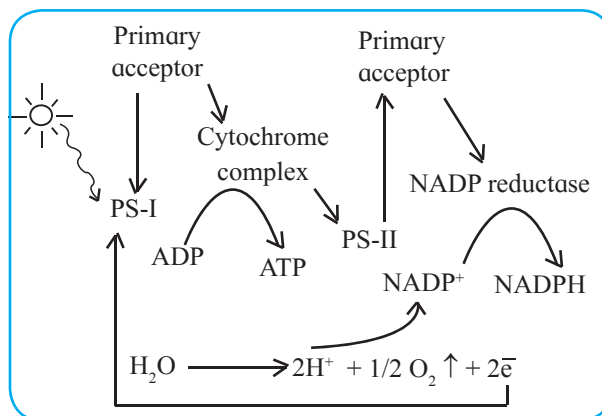 Primary
acceptor
Primary
acceptor
Cytochrome
complex
NADP reductase
PS-I
ADP
ATP
PS-II
NADP⁺
NADPH
H₂O
2H⁺ + 1/2 O₂ ↑ + 2e̅